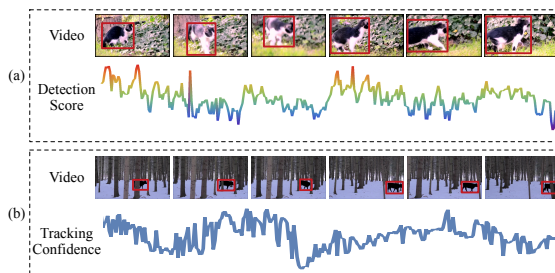 Video
(a)
Detection
Score
Video
(b)
Tracking
Confidence